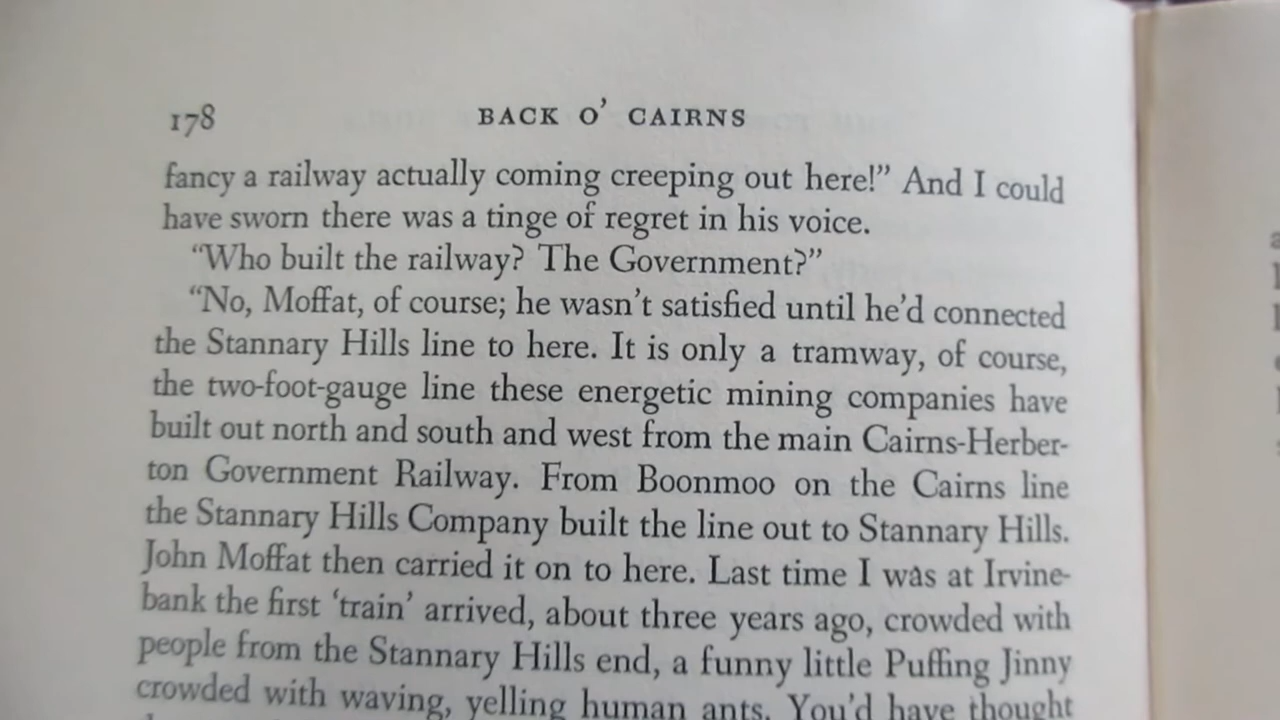 178 BACK O' CAIRNS
fancy a railway actually coming creeping out here!” And I could
have sworn there was a tinge of regret in his voice.
“Who built the railway? The Government?”
“No, Moffat, of course; he wasn't satisfied until he'd connected
the Stannary Hills line to here. It is only a tramway, of course,
the two-foot-gauge line these energetic mining companies have
built out north and south and west from the main Cairns-Herber-
ton Government Railway. From Boonmoo on the Cairns line
the Stannary Hills Company built the line out to Stannary Hills.
John Moffat then carried it on to here. Last time I was at Irvine-
bank the first ‘train’ arrived, about three years ago, crowded with
people from the Stannary Hills end, a funny little Puffing Jinny
crowded with waving, yelling human ants. You'd have thought